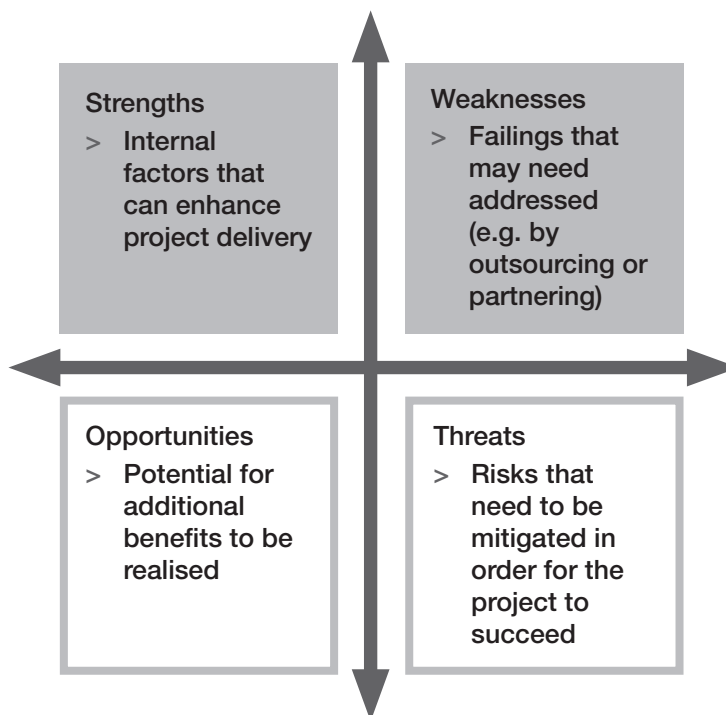 Strengths
> Internal
factors that
can enhance
project delivery
Weaknesses
> Failings that
may need
addressed
(e.g. by
outsourcing or
partnering)
Opportunities
> Potential for
additional
benefits to be
realised
Threats
> Risks that
need to be
mitigated in
order for the
project to
succeed